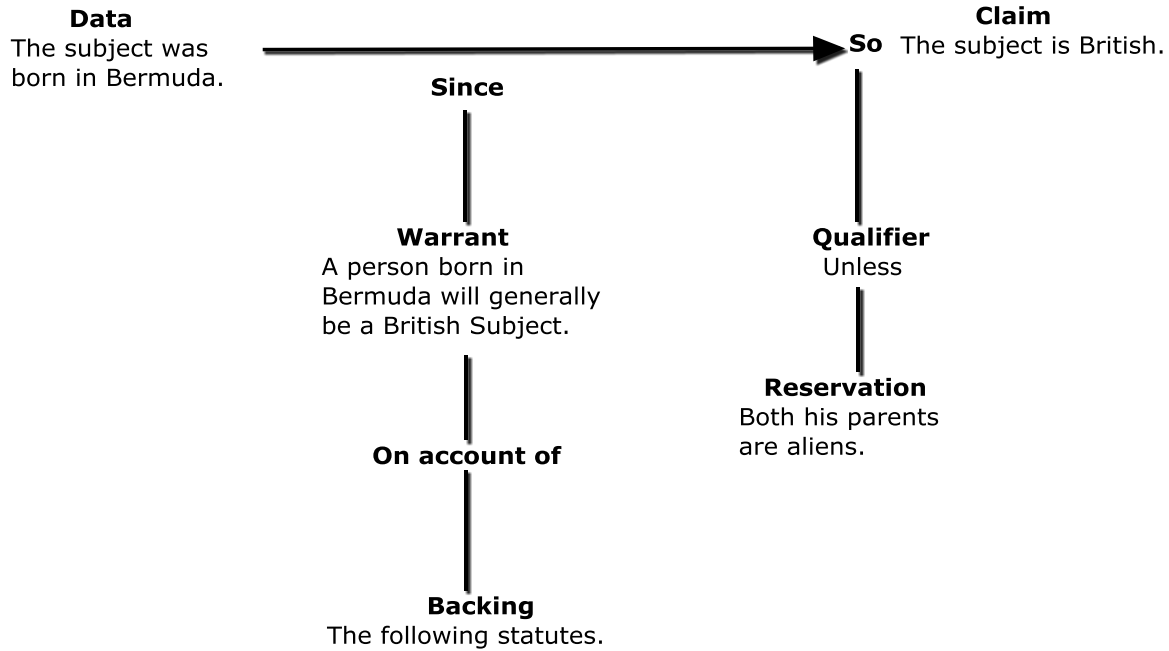 Data
The subject was
born in Bermuda.
So
Claim
The subject is British.
Since
Warrant
A person born in
Bermuda will generally
be a British Subject.
On account of
Backing
The following statutes.
Qualifier
Unless
Reservation
Both his parents
are aliens.